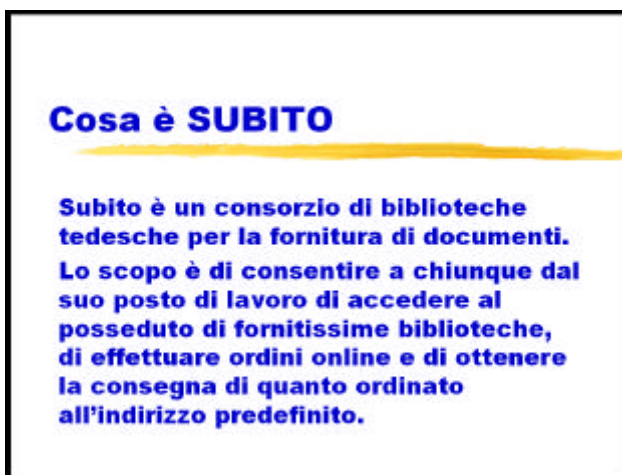 Cosa è SUBITO
Subito è un consorzio di biblioteche
tedesche per la fornitura di documenti.
Lo scopo è di consentire a chiunque dal
suo posto di lavoro di accedere al
posseduto di fornitissime biblioteche,
di effettuare ordini online e di ottenere
la consegna di quanto ordinato
all'indirizzo predefinito.